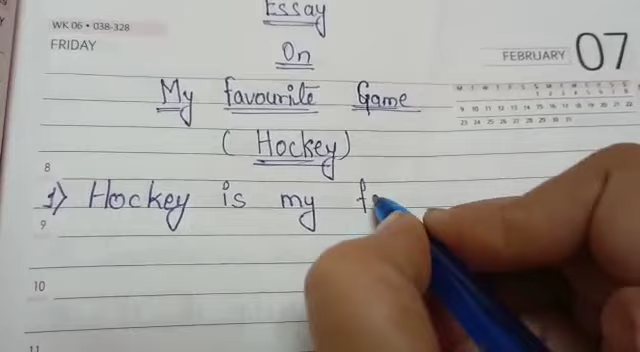 Essay
WK 06 • 038-328
FRIDAY
On
FEBRUARY 07
My favourite Game
(Hockey)
8
1) Hockey is my f
9
10
11